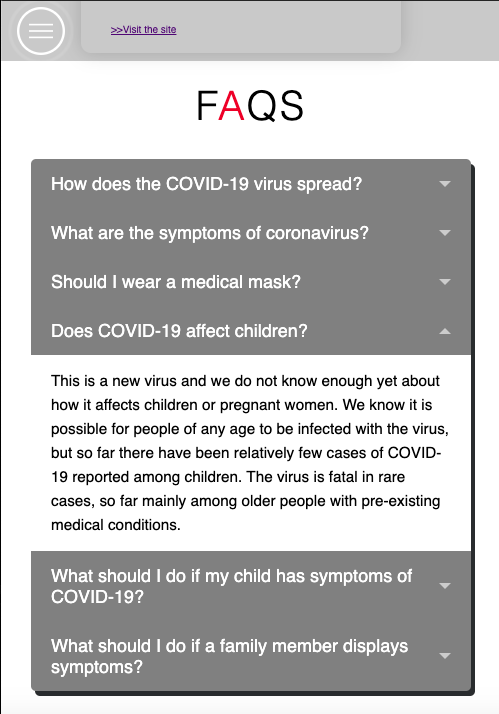 >>Visit the site
FAQS
How does the COVID-19 virus spread?
What are the symptoms of coronavirus?
Should I wear a medical mask?
Does COVID-19 affect children?
This is a new virus and we do not know enough yet about
how it affects children or pregnant women. We know it is
possible for people of any age to be infected with the virus,
but so far there have been relatively few cases of COVID-
19 reported among children. The virus is fatal in rare
cases, so far mainly among older people with pre-existing
medical conditions.
What should I do if my child has symptoms of
COVID-19?
What should I do if a family member displays
symptoms?